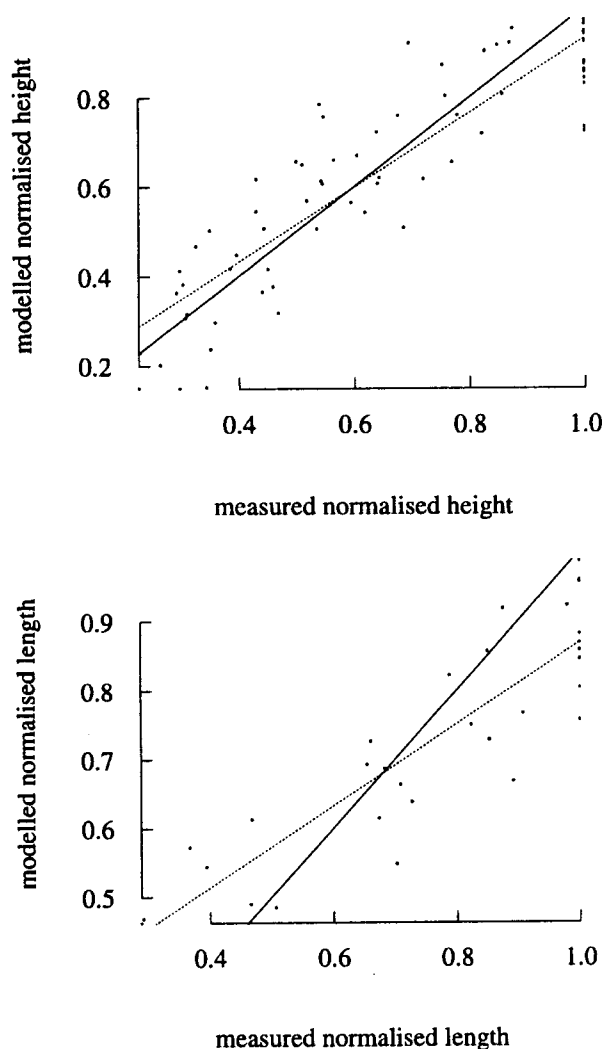 modelled normalised height
0.8
0.6
0.4
0.2
0.4 0.6 0.8 1.0
measured normalised height
modelled normalised length
0.9
0.8
0.7
0.6
0.5
0.4 0.6 0.8 1.0
measured normalised length